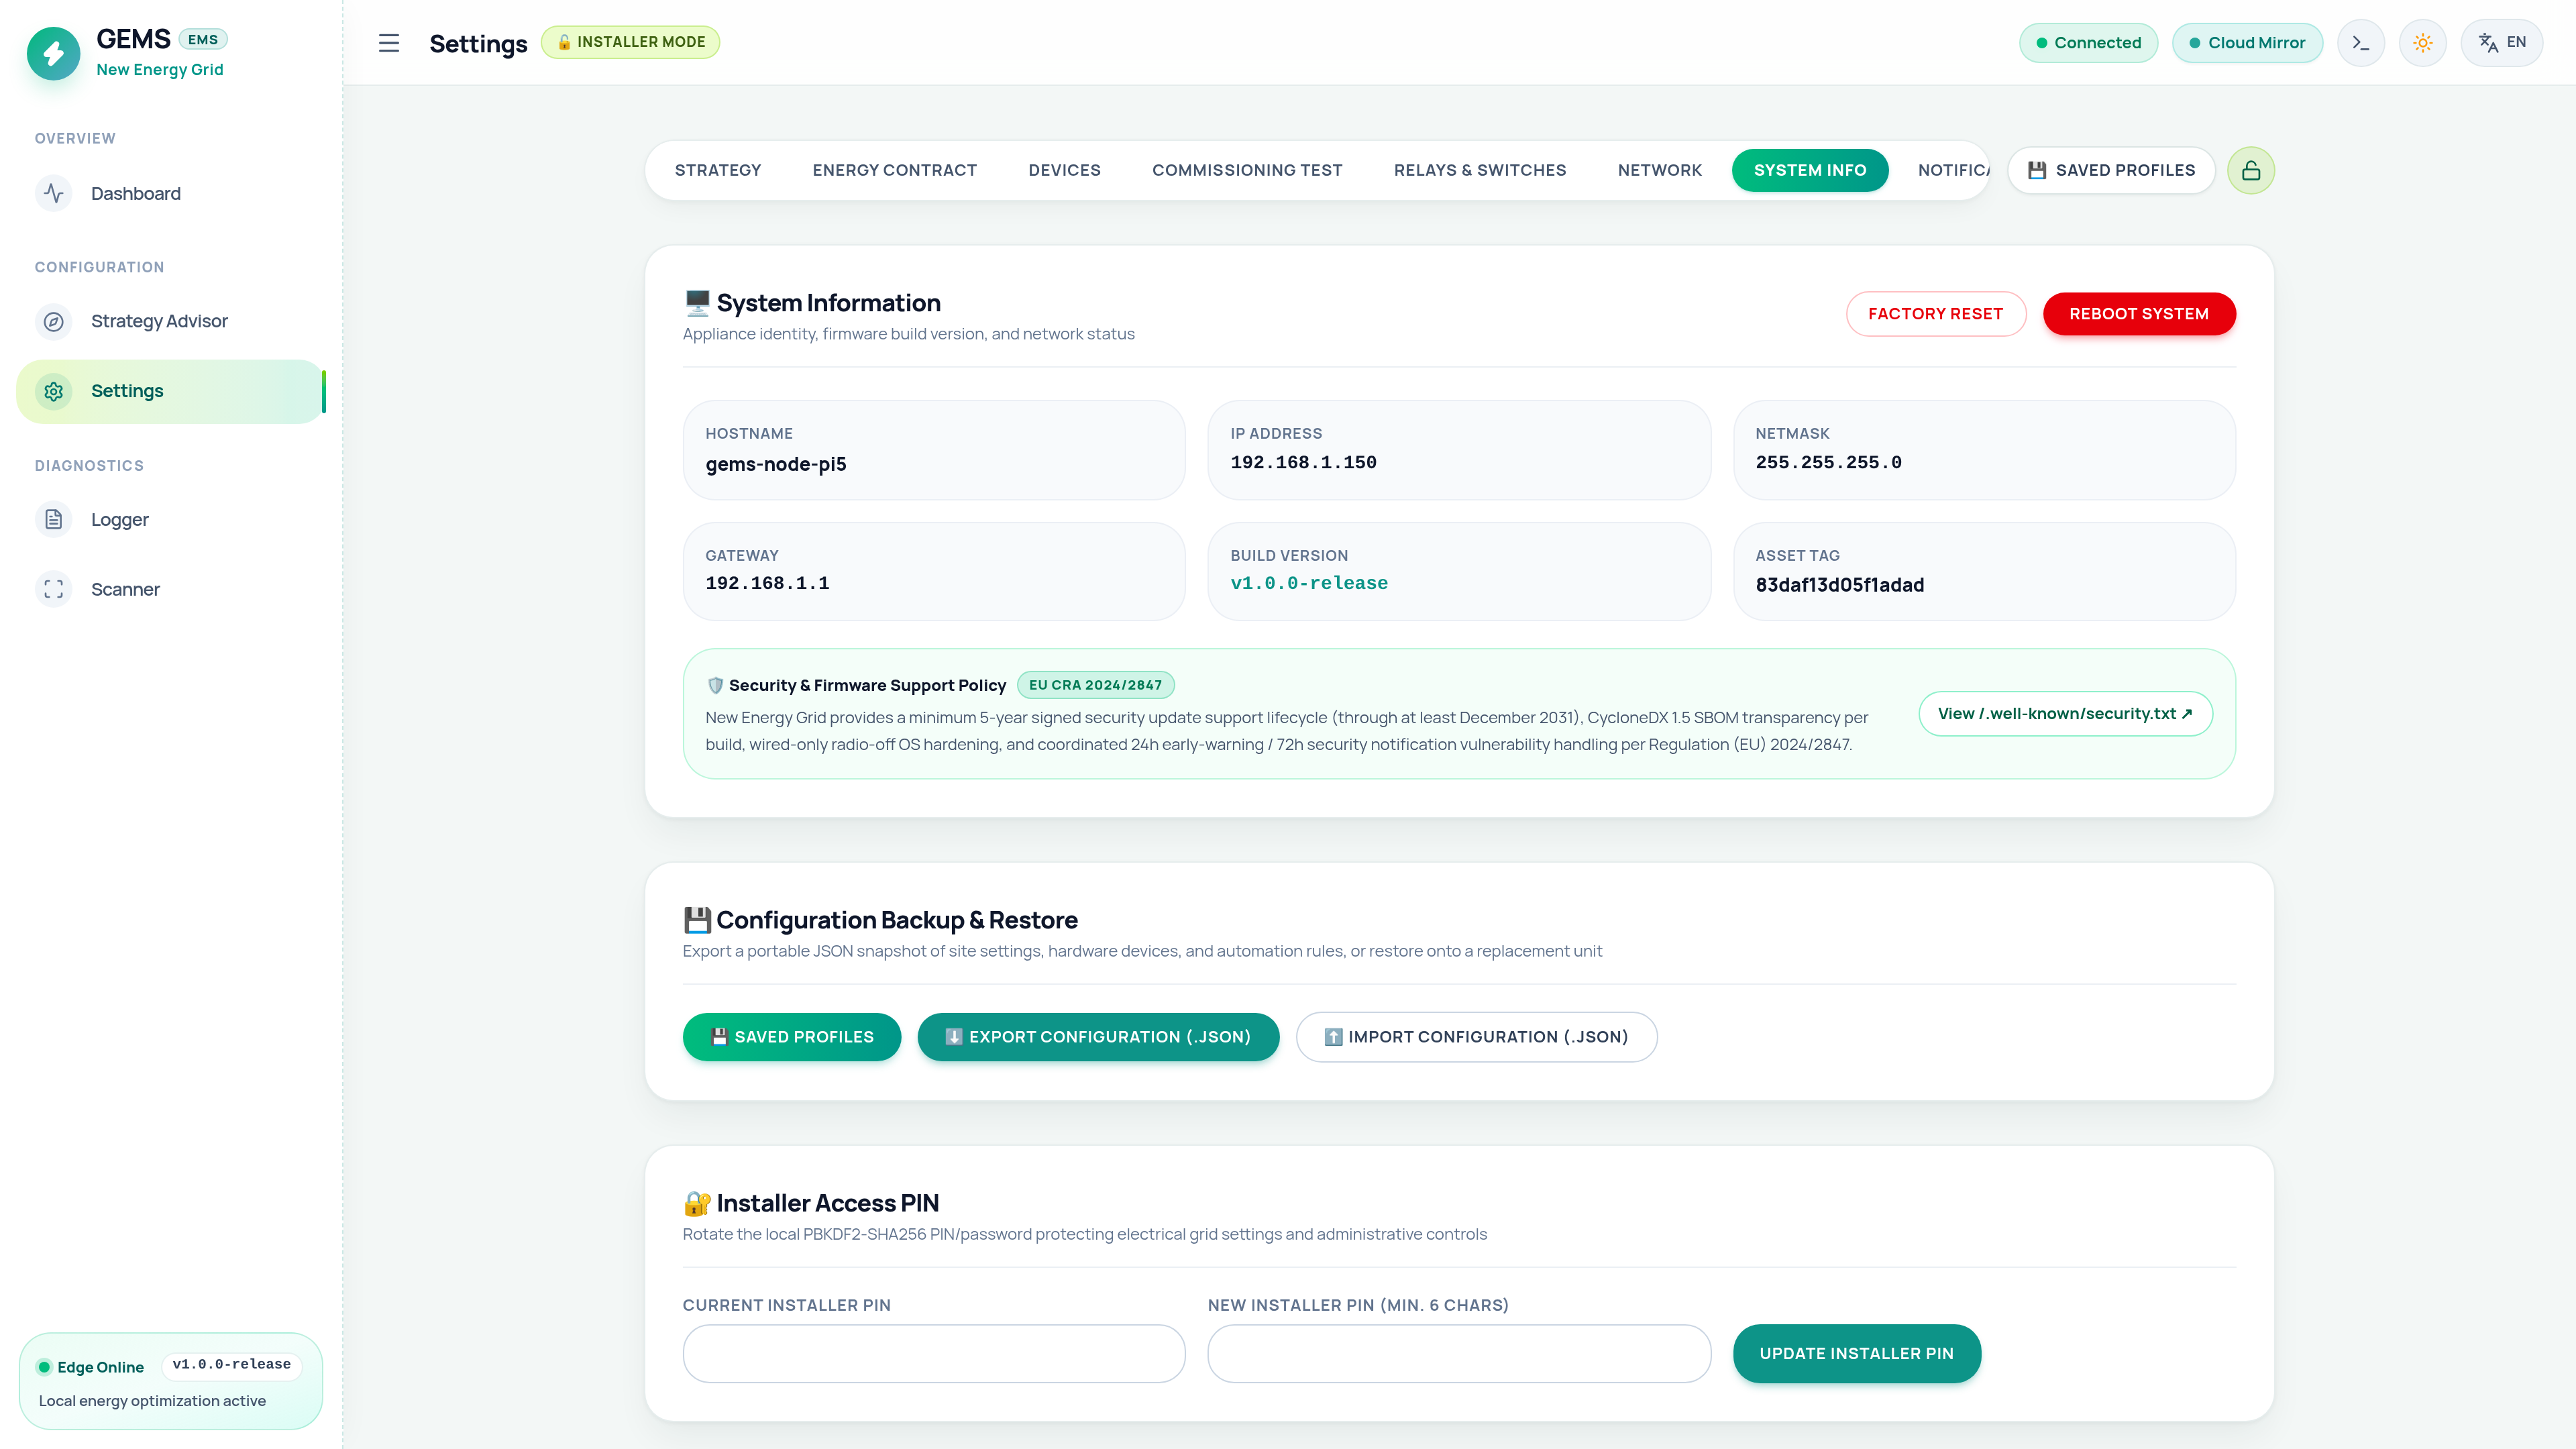 GEMS EMS
New Energy Grid
OVERVIEW
Dashboard
CONFIGURATION
Strategy Advisor
Settings
DIAGNOSTICS
Logger
Scanner
Edge Online v1.0.0-release
Local energy optimization active
Settings 🔓 INSTALLER MODE
Connected Cloud Mirror EN
STRATEGY ENERGY CONTRACT DEVICES COMMISSIONING TEST RELAYS & SWITCHES NETWORK SYSTEM INFO NOTIFICA 💾 SAVED PROFILES
🖥️ System Information
Appliance identity, firmware build version, and network status
FACTORY RESET REBOOT SYSTEM
HOSTNAME
gems-node-pi5
IP ADDRESS
192.168.1.150
NETMASK
255.255.255.0
GATEWAY
192.168.1.1
BUILD VERSION
v1.0.0-release
ASSET TAG
83daf13d05f1adad
🛡️ Security & Firmware Support Policy EU CRA 2024/2847
New Energy Grid provides a minimum 5-year signed security update support lifecycle (through at least December 2031), CycloneDX 1.5 SBOM transparency per
build, wired-only radio-off OS hardening, and coordinated 24h early-warning / 72h security notification vulnerability handling per Regulation (EU) 2024/2847.
View /.well-known/security.txt ↗
💾 Configuration Backup & Restore
Export a portable JSON snapshot of site settings, hardware devices, and automation rules, or restore onto a replacement unit
💾 SAVED PROFILES ⬇️ EXPORT CONFIGURATION (.JSON) ⬆️ IMPORT CONFIGURATION (.JSON)
🔐 Installer Access PIN
Rotate the local PBKDF2-SHA256 PIN/password protecting electrical grid settings and administrative controls
CURRENT INSTALLER PIN
NEW INSTALLER PIN (MIN. 6 CHARS)
UPDATE INSTALLER PIN